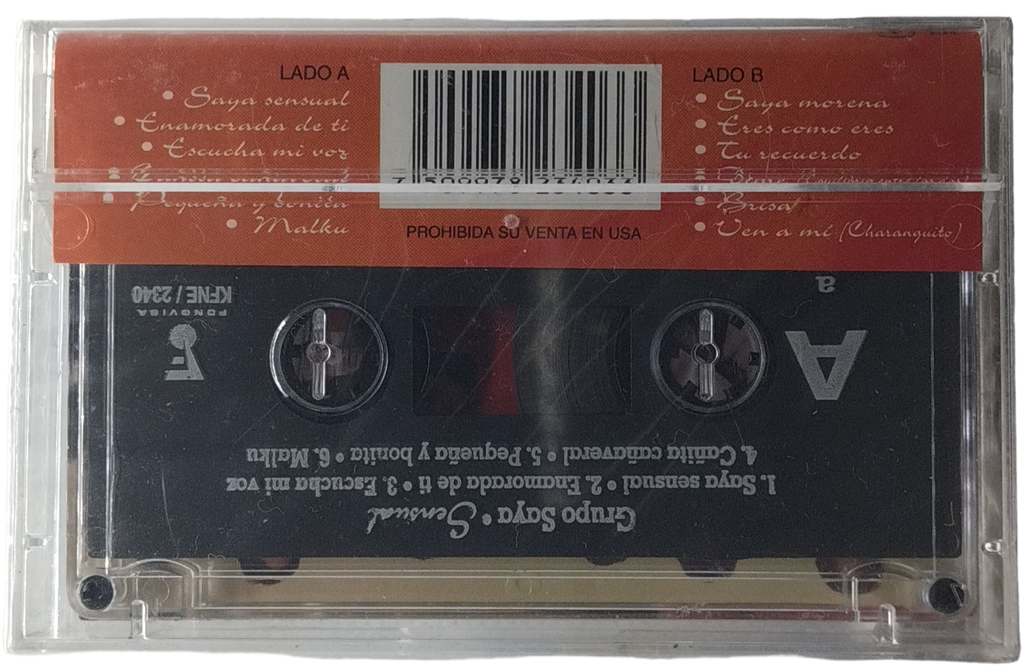 LADO A
Saya sensual
Enamorada de ti
Escucha mi voz
Pequeña y bonita
Malku
PROHIBIDA SU VENTA EN USA
LADO B
Saya morena
Eres como eres
Tu recuerdo
Brisa
Ven a mí (Charanguito)
A
a
FONOVISA
KFNE / 2340
Grupo Saya • Sensual
1. Saya sensual • 2. Enamorada de ti • 3. Escucha mi voz
4. Cañita cañaveral • 5. Pequeña y bonita • 6. Malku